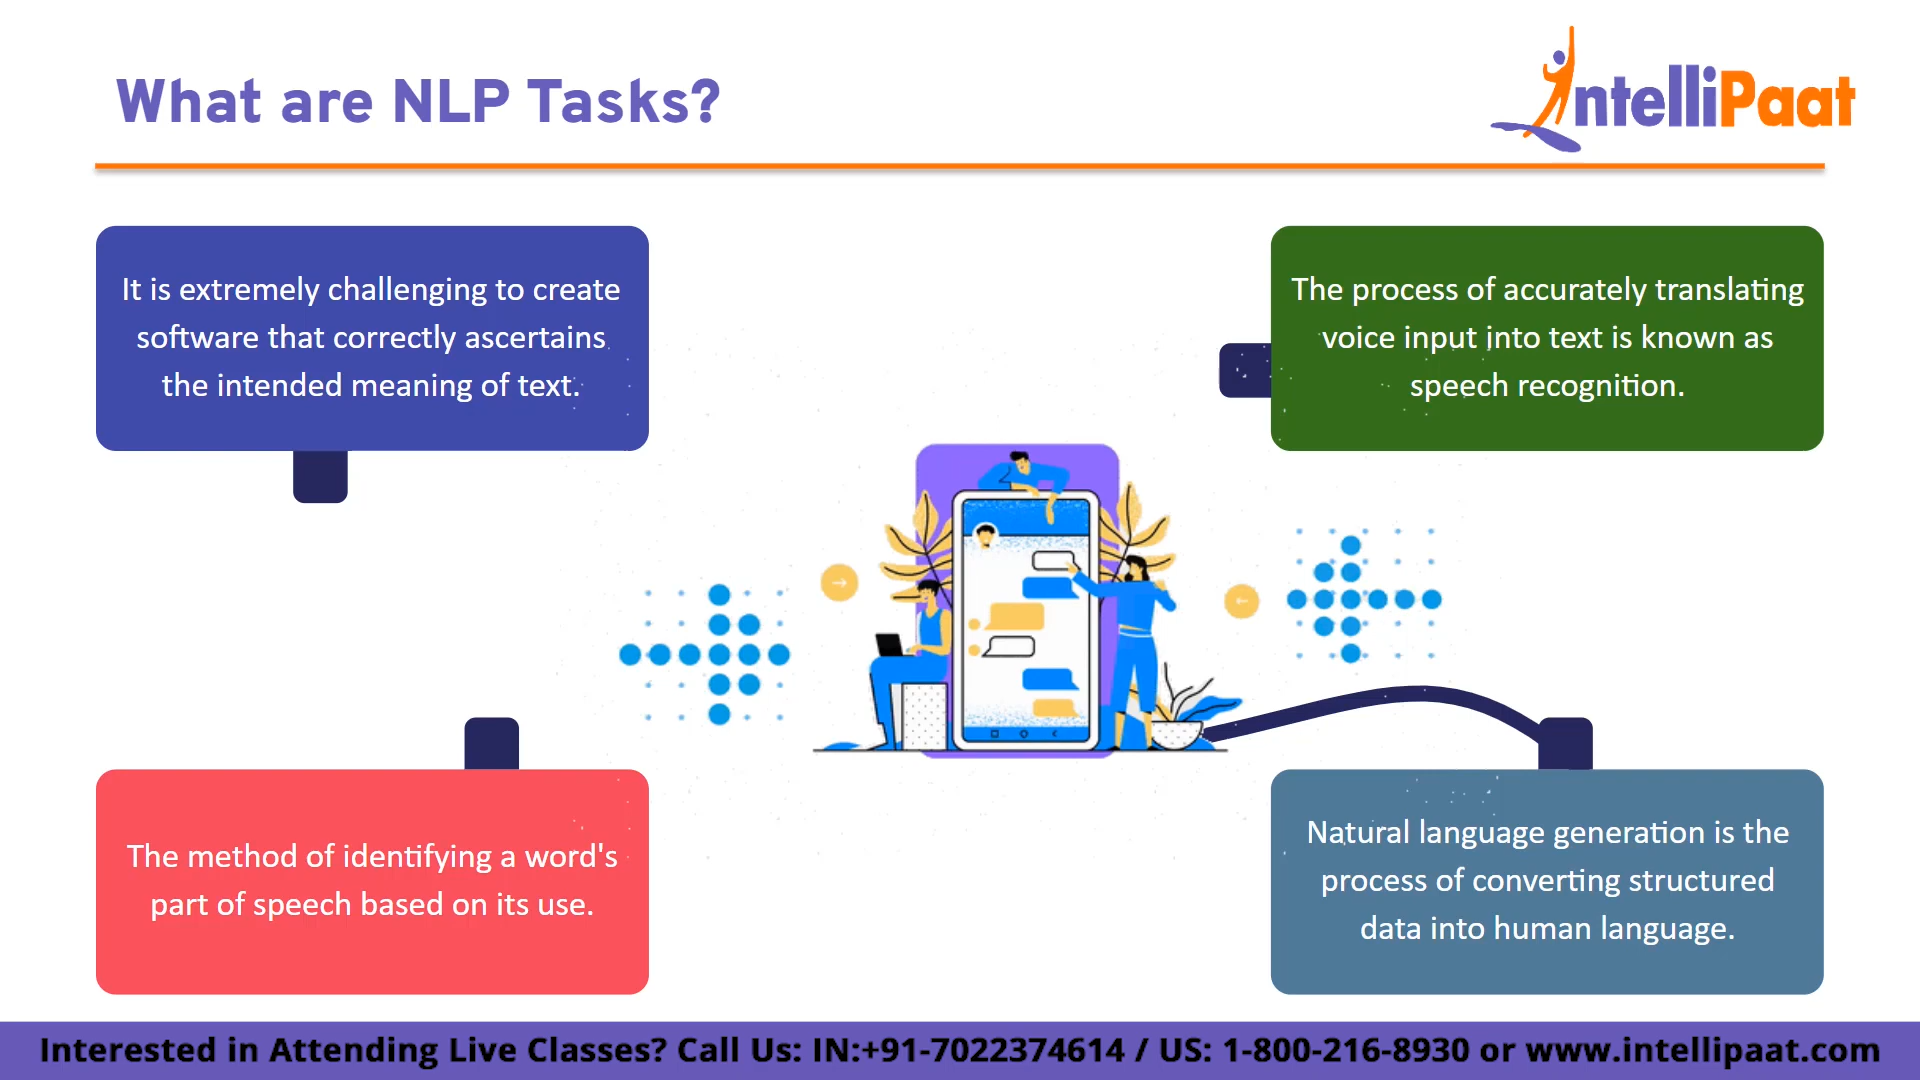 What are NLP Tasks?
IntelliPaat
It is extremely challenging to create
software that correctly ascertains
the intended meaning of text.
The process of accurately translating
voice input into text is known as
speech recognition.
The method of identifying a word's
part of speech based on its use.
Natural language generation is the
process of converting structured
data into human language.
Interested in Attending Live Classes? Call Us: IN:+91-7022374614 / US: 1-800-216-8930 or www.intellipaat.com